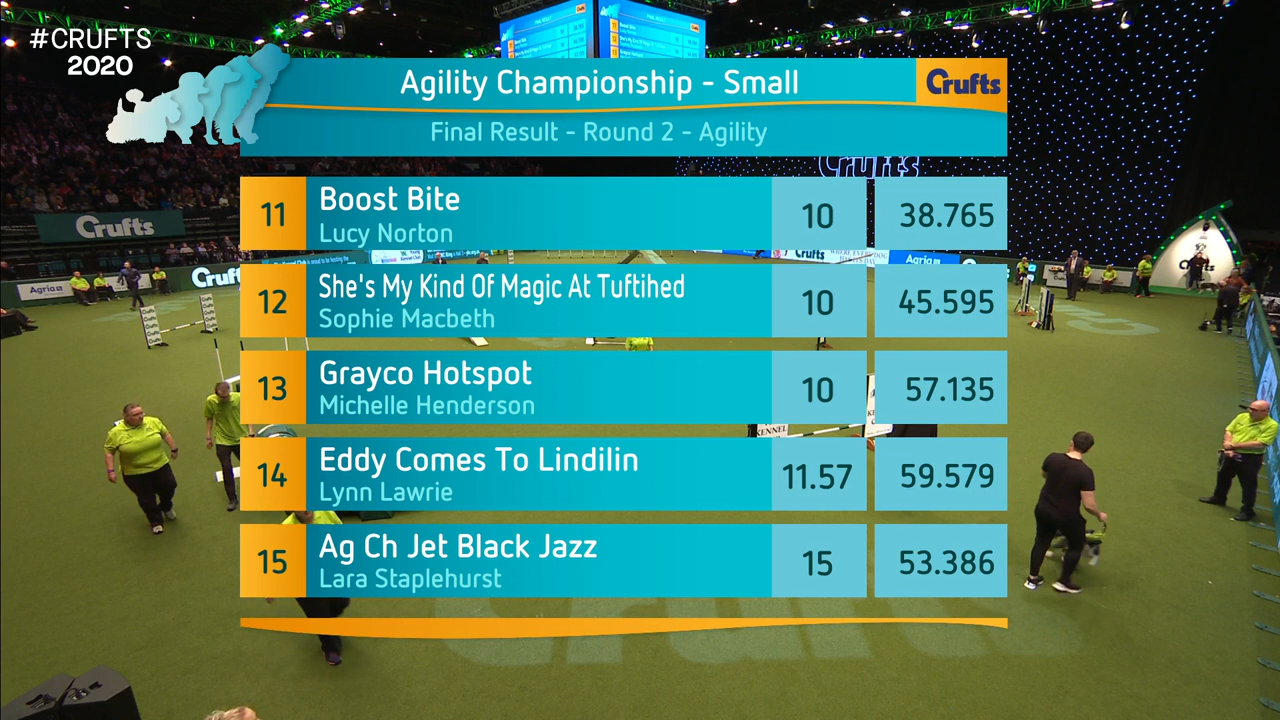 #CRUFTS
2020
Agility Championship - Small
Crufts
Final Result - Round 2 - Agility
11
Boost Bite
Lucy Norton
10
38.765
12
She's My Kind Of Magic At Tuftihed
Sophie Macbeth
10
45.595
13
Grayco Hotspot
Michelle Henderson
10
57.135
14
Eddy Comes To Lindilin
Lynn Lawrie
11.57
59.579
15
Ag Ch Jet Black Jazz
Lara Staplehurst
15
53.386
Crufts
Crufts
Agria
Crufts
Agria
KENNEL